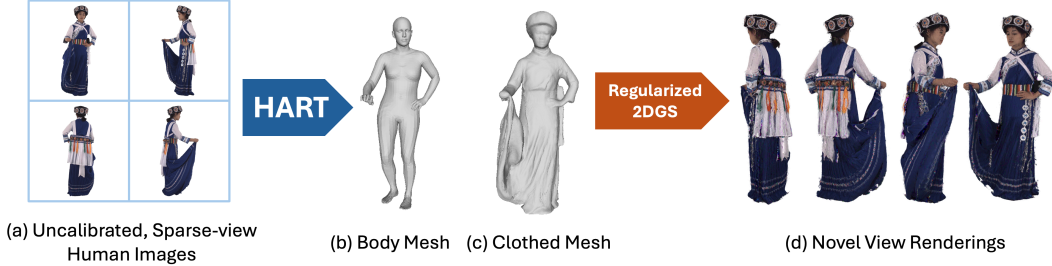 HART
Regularized
2DGS
(a) Uncalibrated, Sparse-view
Human Images
(b) Body Mesh
(c) Clothed Mesh
(d) Novel View Renderings